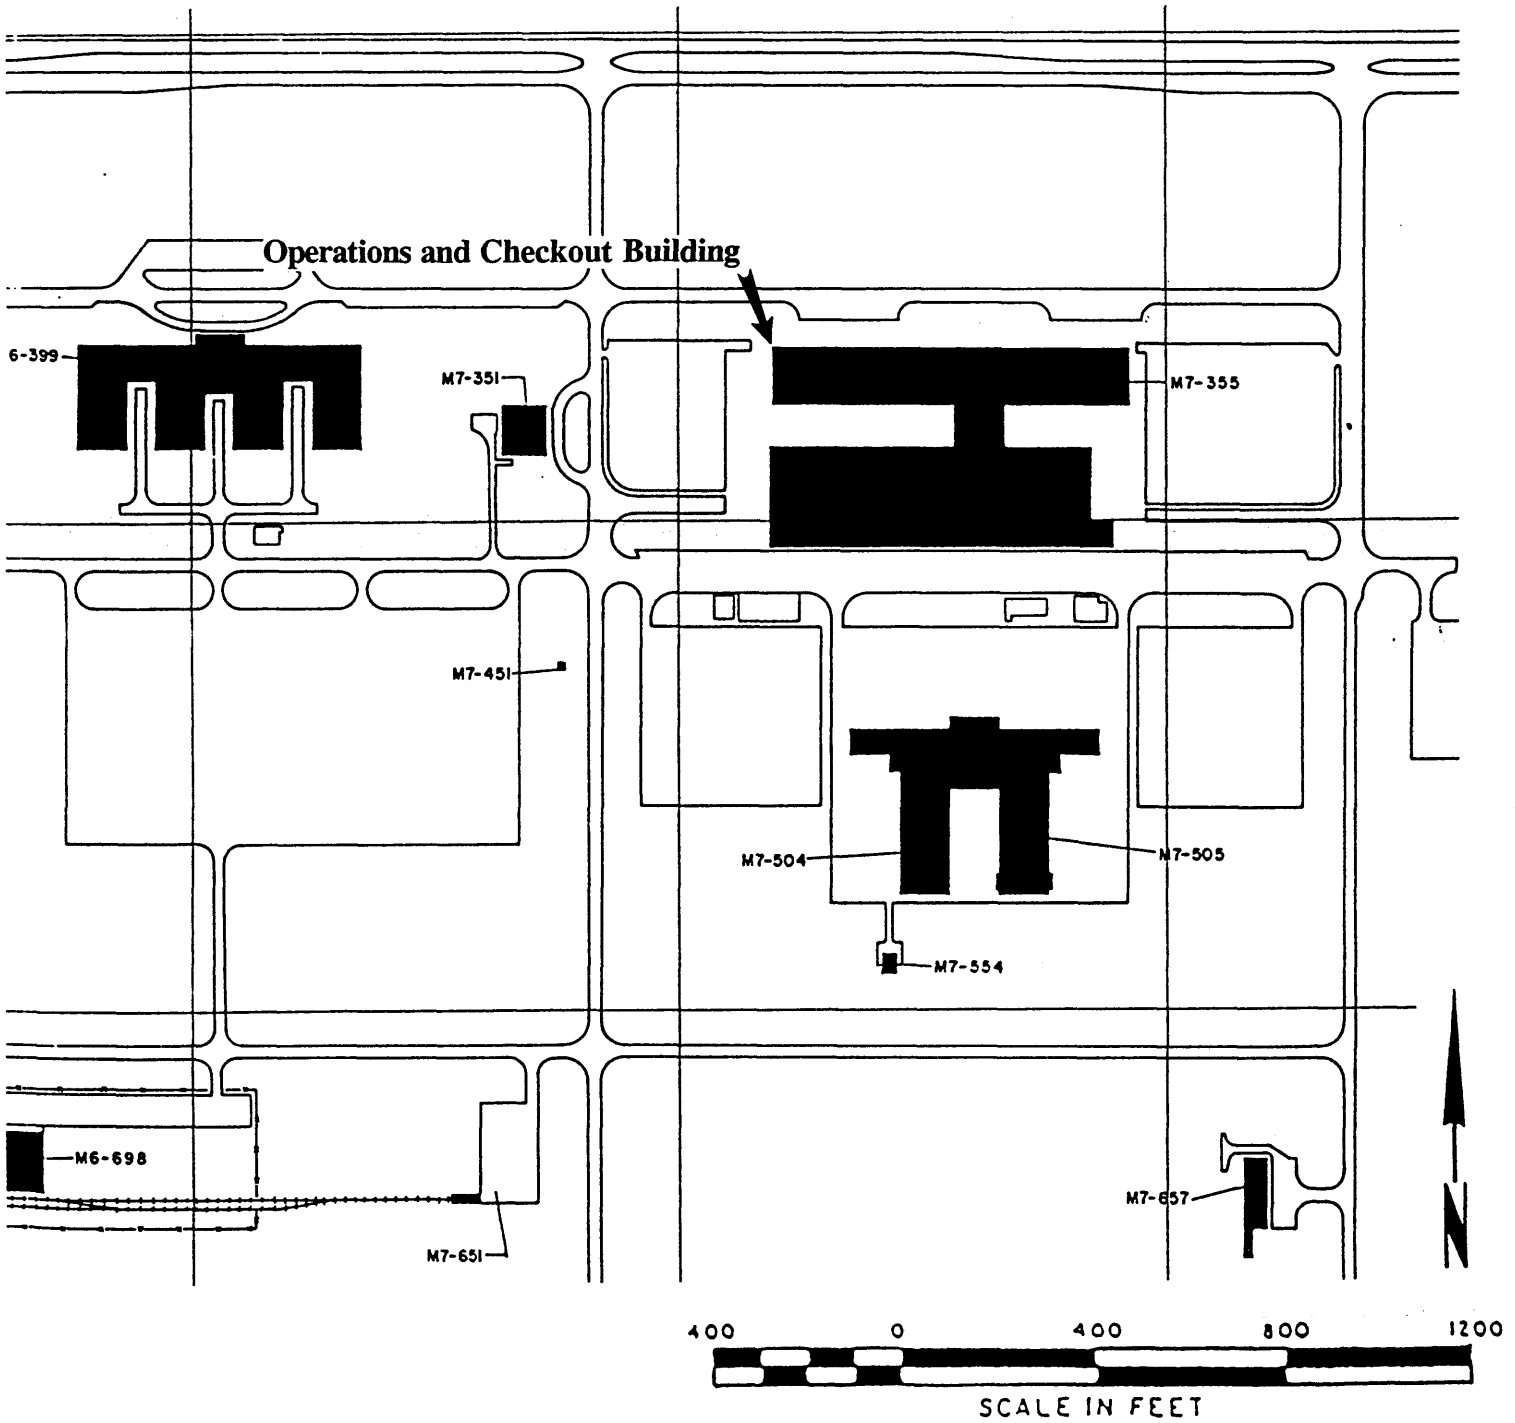 Operations and Checkout Building
6-399
M7-351
M7-355
M7-451
M7-504
M7-505
M7-554
M6-698
M7-657
M7-651
N
400 0 400 800 1200
SCALE IN FEET